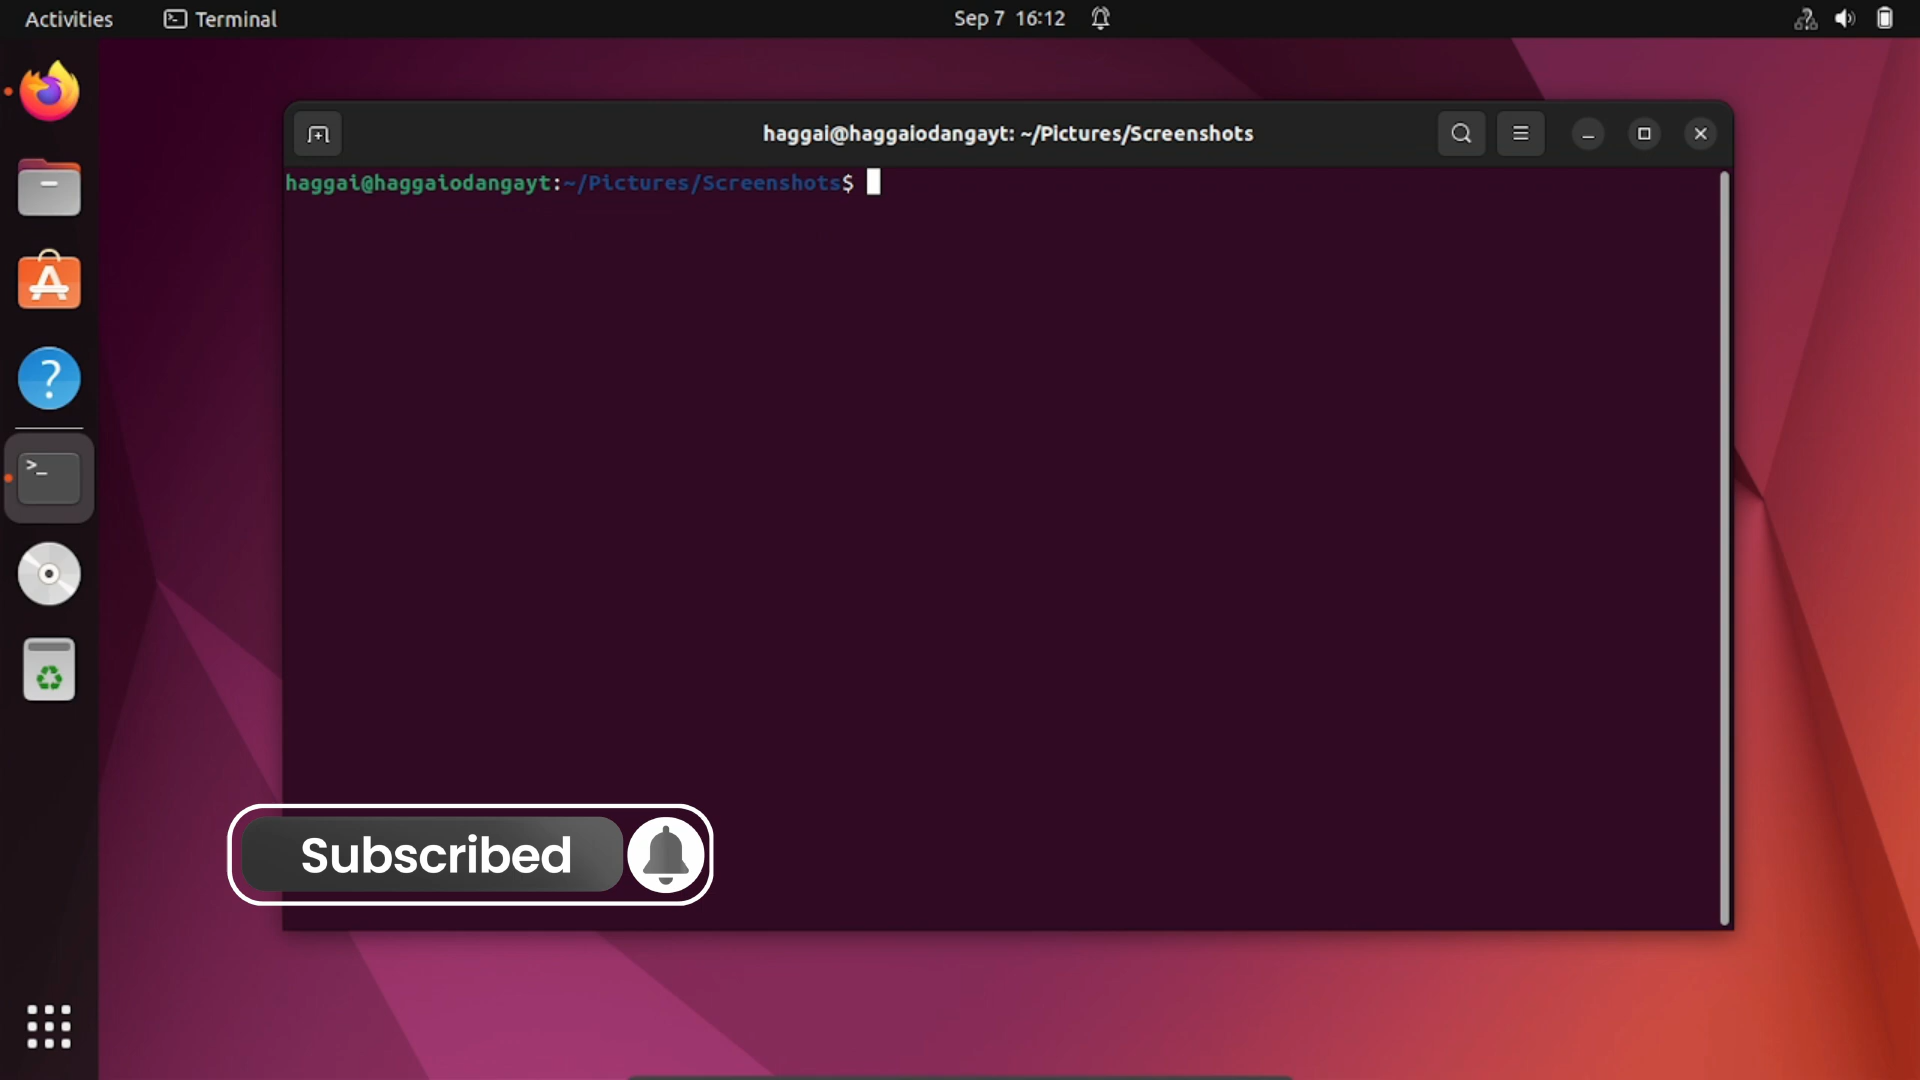 Activities Terminal Sep 7 16:12
haggai@haggaiodangayt: ~/Pictures/Screenshots
haggai@haggaiodangayt:~/Pictures/Screenshots$
Subscribed